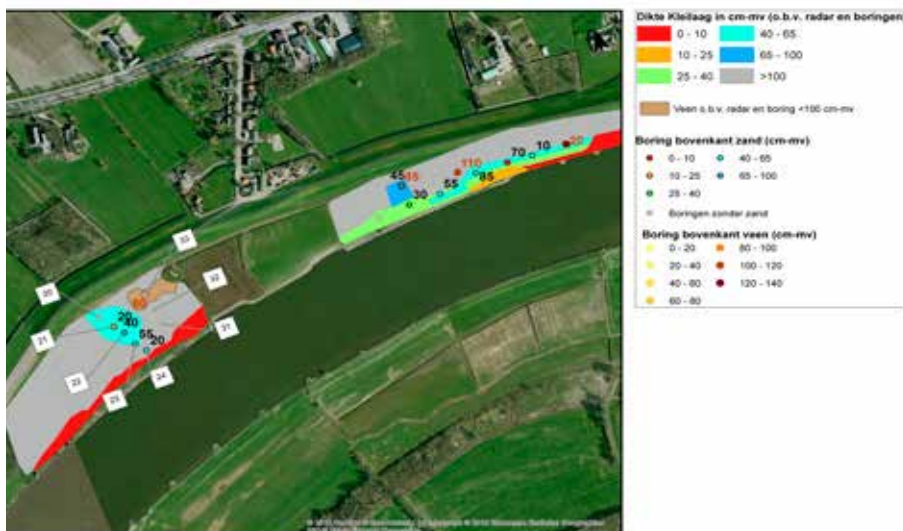 Dikte Kleilaag in cm-mv (o.b.v. radar en boringen
0 - 10
40 - 65
10 - 25
65 - 100
25 - 40
>100
Veen o.b.v. radar en boring <100 cm-mv
Boring bovenkant zand (cm-mv)
0 - 10
40 - 65
10 - 25
65 - 100
25 - 40
Boringen zonder zand
Boring bovenkant veen (cm-mv)
0 - 20
80 - 100
20 - 40
100 - 120
40 - 60
120 - 140
60 - 80
10
70
110
85
45
55
30
20
40
55
20
20
21
22
23
24
31
32
33